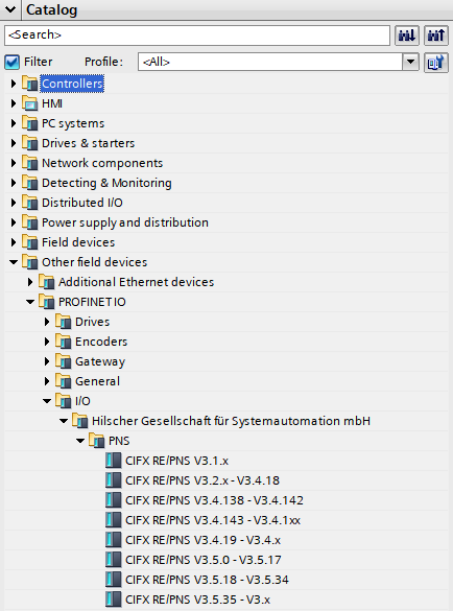 Catalog
<Search>
Filter Profile: <All>
Controllers
HMI
PC systems
Drives & starters
Network components
Detecting & Monitoring
Distributed I/O
Power supply and distribution
Field devices
Other field devices
Additional Ethernet devices
PROFINET IO
Drives
Encoders
Gateway
General
I/O
Hilscher Gesellschaft für Systemautomation mbH
PNS
CIFX RE/PNS V3.1.x
CIFX RE/PNS V3.2.x - V3.4.18
CIFX RE/PNS V3.4.138 - V3.4.142
CIFX RE/PNS V3.4.143 - V3.4.1xx
CIFX RE/PNS V3.4.19 - V3.4.x
CIFX RE/PNS V3.5.0 - V3.5.17
CIFX RE/PNS V3.5.18 - V3.5.34
CIFX RE/PNS V3.5.35 - V3.x